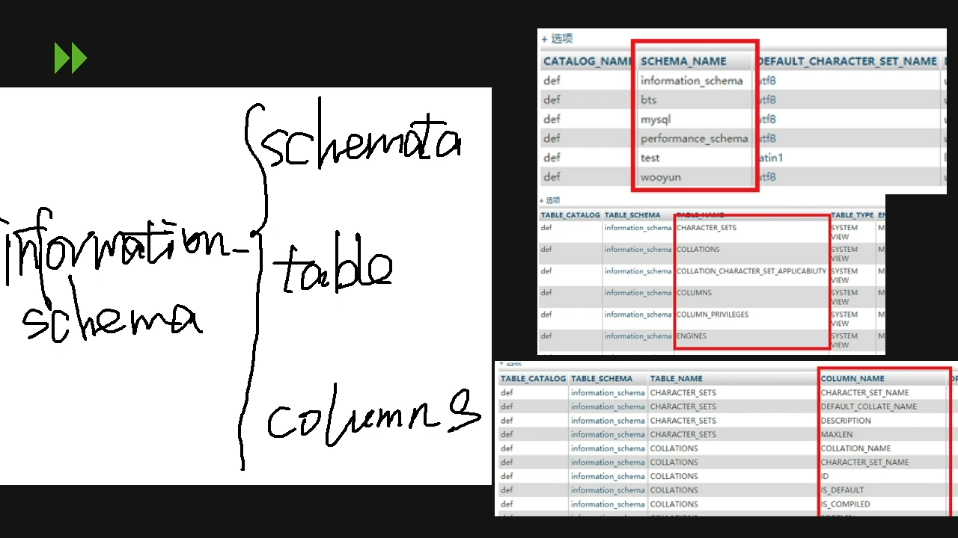 schemata
information_
schema
table
columns
+ 选项
CATALOG_NAM SCHEMA_NAME DEFAULT_CHARACTER_SET_NAME
def information_schema utf8
def bts utf8
def mysql utf8
def performance_schema utf8
def test latin1
def wooyun utf8
+ 选项
TABLE_CATALOG TABLE_SCHEMA TABLE_NAME TABLE_TYPE EN
def information_schema CHARACTER_SETS SYSTEM VIEW M
def information_schema COLLATIONS SYSTEM VIEW M
def information_schema COLLATION_CHARACTER_SET_APPLICABILITY SYSTEM VIEW M
def information_schema COLUMNS SYSTEM VIEW M
def information_schema COLUMN_PRIVILEGES SYSTEM VIEW M
def information_schema ENGINES SYSTEM VIEW M
TABLE_CATALOG TABLE_SCHEMA TABLE_NAME COLUMN_NAME
def information_schema CHARACTER_SETS CHARACTER_SET_NAME
def information_schema CHARACTER_SETS DEFAULT_COLLATE_NAME
def information_schema CHARACTER_SETS DESCRIPTION
def information_schema CHARACTER_SETS MAXLEN
def information_schema COLLATIONS COLLATION_NAME
def information_schema COLLATIONS CHARACTER_SET_NAME
def information_schema COLLATIONS ID
def information_schema COLLATIONS IS_DEFAULT
def information_schema COLLATIONS IS_COMPILED